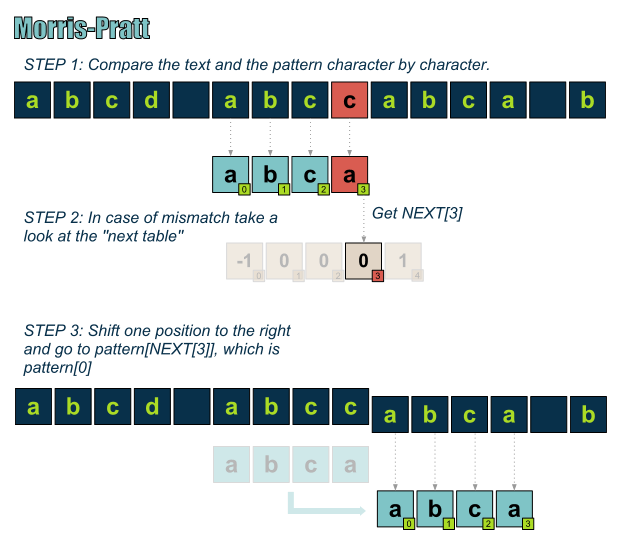 Morris-Pratt
STEP 1: Compare the text and the pattern character by character.
a b c d a b c c a b c a b
a b c a
0 1 2 3
STEP 2: In case of mismatch take a
look at the "next table"
Get NEXT[3]
-1 0 0 0 1
0 1 2 3 4
STEP 3: Shift one position to the right
and go to pattern[NEXT[3]], which is
pattern[0]
a b c d a b c c a b c a b
a b c a
a b c a
0 1 2 3